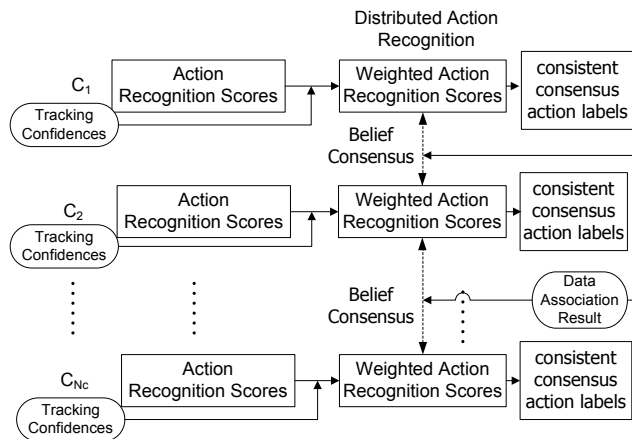 Distributed Action
Recognition
C1
Action
Recognition Scores
Tracking
Confidences
Weighted Action
Recognition Scores
consistent
consensus
action labels
Belief
Consensus
C2
Action
Recognition Scores
Tracking
Confidences
Weighted Action
Recognition Scores
consistent
consensus
action labels
Belief
Consensus
Data
Association
Result
CNc
Action
Recognition Scores
Tracking
Confidences
Weighted Action
Recognition Scores
consistent
consensus
action labels